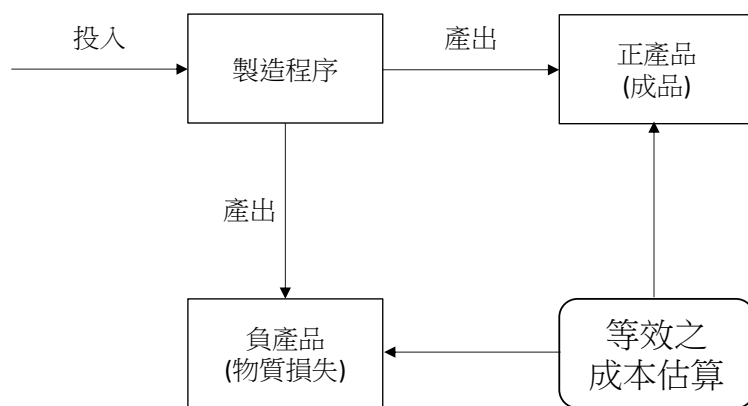 投入
製造程序
產出
正產品
(成品)
產出
負產品
(物質損失)
等效之
成本估算